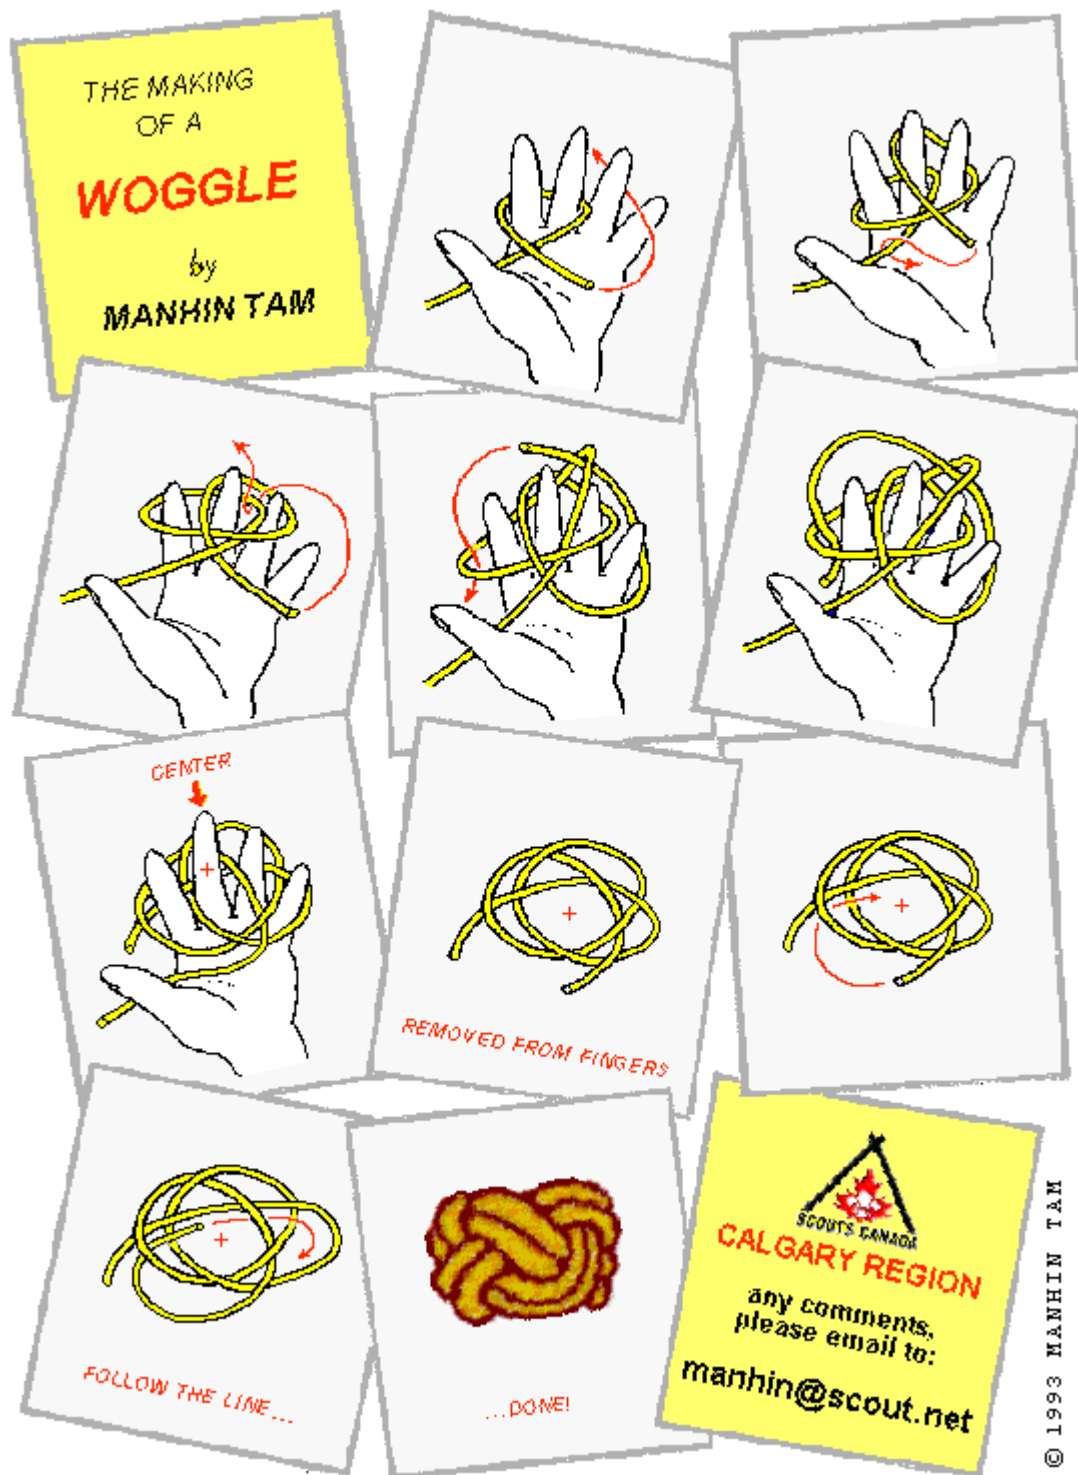 THE MAKING
OF A
WOGGLE
by
MANHIN TAM
CENTER
REMOVED FROM FINGERS
FOLLOW THE LINE...
...DONE!
SCOUTS CANADA
CALGARY REGION
any comments,
please email to:
manhin@scout.net
© 1993 MANHIN TAM